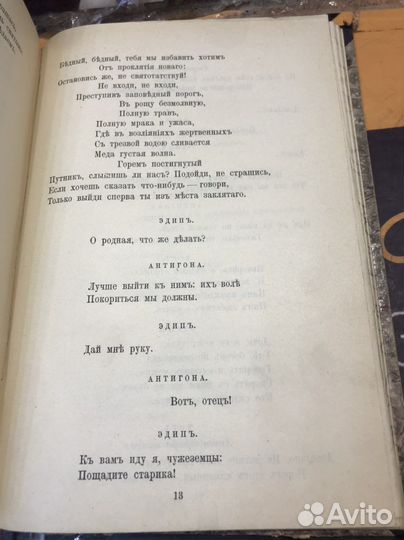 Бѣдный, бѣдный, тебя мы избавить хотимъ
Отъ проклятія новаго:
Остановись же, не святотатствуй!
Не входи, не входи,
Преступивъ заповѣдный порогъ,
Въ рощу безмолвную,
Полную травъ,
Полную мрака и ужаса,
Гдѣ въ возліяніяхъ жертвенныхъ
Съ трезвой водою сливается
Меда густая волна.
Горемъ постигнутый
Путникъ, слышишь ли насъ? Подойди, не страшись,
Если хочешь сказать что-нибудь — говори,
Только выйди сперва ты изъ мѣста заклятаго.
ЭДИПЪ.
О родная, что же дѣлать?
АНТИГОНА.
Лучше выйти къ нимъ: ихъ волѣ
Покориться мы должны.
ЭДИПЪ.
Дай мнѣ руку.
АНТИГОНА.
Вотъ, отецъ!
ЭДИПЪ.
Къ вамъ иду я, чужеземцы:
Пощадите старика!
13
Avito